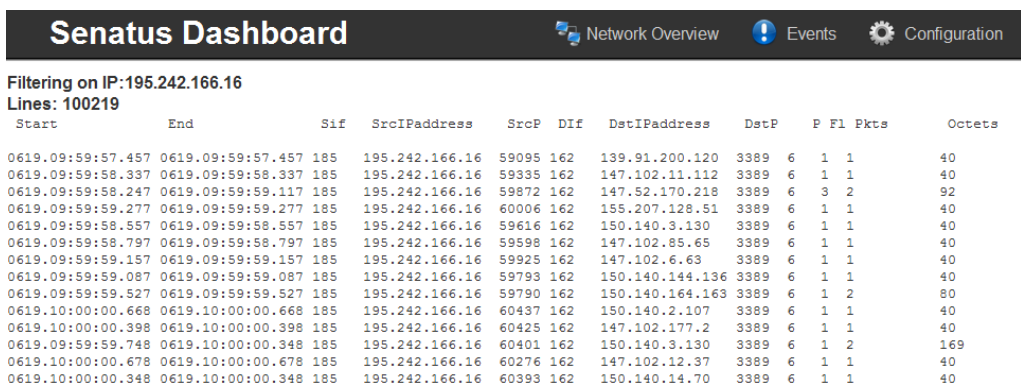 Senatus Dashboard Network Overview Events Configuration
Filtering on IP:195.242.166.16
Lines: 100219
Start End Sif SrcIPaddress SrcP DIf DstIPaddress DstP P Fl Pkts Octets
0619.09:59:57.457 0619.09:59:57.457 185 195.242.166.16 59095 162 139.91.200.120 3389 6 1 1 40
0619.09:59:58.337 0619.09:59:58.337 185 195.242.166.16 59335 162 147.102.11.112 3389 6 1 1 40
0619.09:59:58.247 0619.09:59:59.117 185 195.242.166.16 59872 162 147.52.170.218 3389 6 3 2 92
0619.09:59:59.277 0619.09:59:59.277 185 195.242.166.16 60006 162 155.207.128.51 3389 6 1 1 40
0619.09:59:58.557 0619.09:59:58.557 185 195.242.166.16 59616 162 150.140.3.130 3389 6 1 1 40
0619.09:59:58.797 0619.09:59:58.797 185 195.242.166.16 59598 162 147.102.85.65 3389 6 1 1 40
0619.09:59:59.157 0619.09:59:59.157 185 195.242.166.16 59925 162 147.102.6.63 3389 6 1 1 40
0619.09:59:59.087 0619.09:59:59.087 185 195.242.166.16 59793 162 150.140.144.136 3389 6 1 1 40
0619.09:59:59.527 0619.09:59:59.527 185 195.242.166.16 59790 162 150.140.164.163 3389 6 1 2 80
0619.10:00:00.668 0619.10:00:00.668 185 195.242.166.16 60437 162 150.140.2.107 3389 6 1 1 40
0619.10:00:00.398 0619.10:00:00.398 185 195.242.166.16 60425 162 147.102.177.2 3389 6 1 1 40
0619.09:59:59.748 0619.10:00:00.348 185 195.242.166.16 60401 162 150.140.3.130 3389 6 1 2 169
0619.10:00:00.678 0619.10:00:00.678 185 195.242.166.16 60276 162 147.102.12.37 3389 6 1 1 40
0619.10:00:00.348 0619.10:00:00.348 185 195.242.166.16 60393 162 150.140.14.70 3389 6 1 1 40